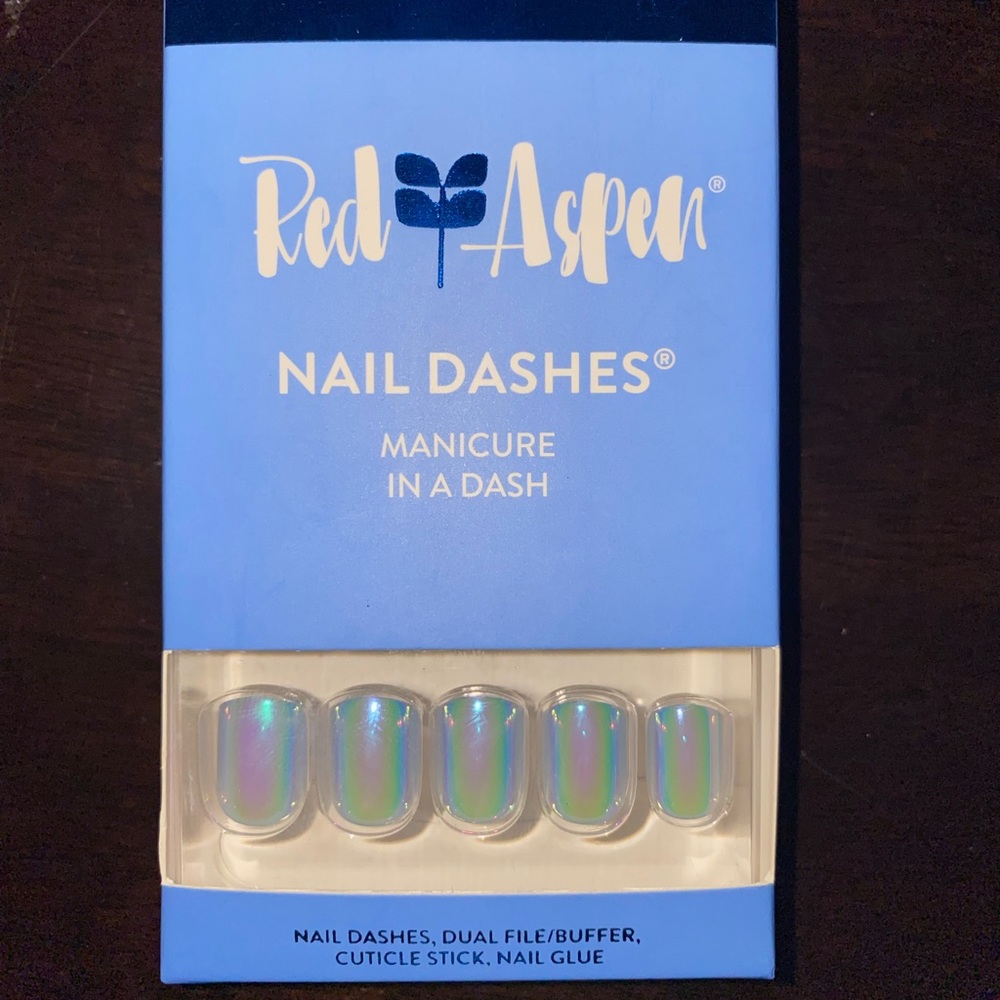 Red Aspen®
NAIL DASHES®
MANICURE
IN A DASH
NAIL DASHES, DUAL FILE/BUFFER,
CUTICLE STICK, NAIL GLUE